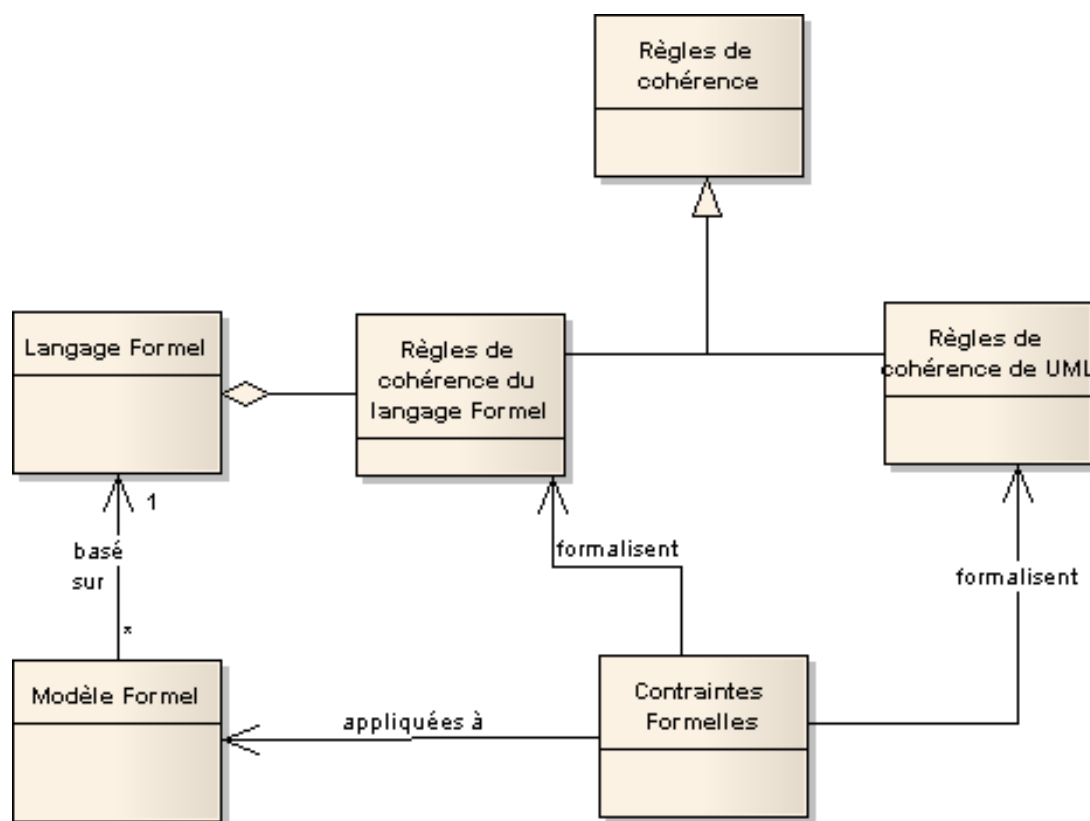 Règles de
cohérence
Langage Formel
Règles de
cohérence du
langage Formel
Règles de
cohérence de UML
1
basé
sur
*
formalisent
formalisent
Modèle Formel
appliquées à
Contraintes
Formelles